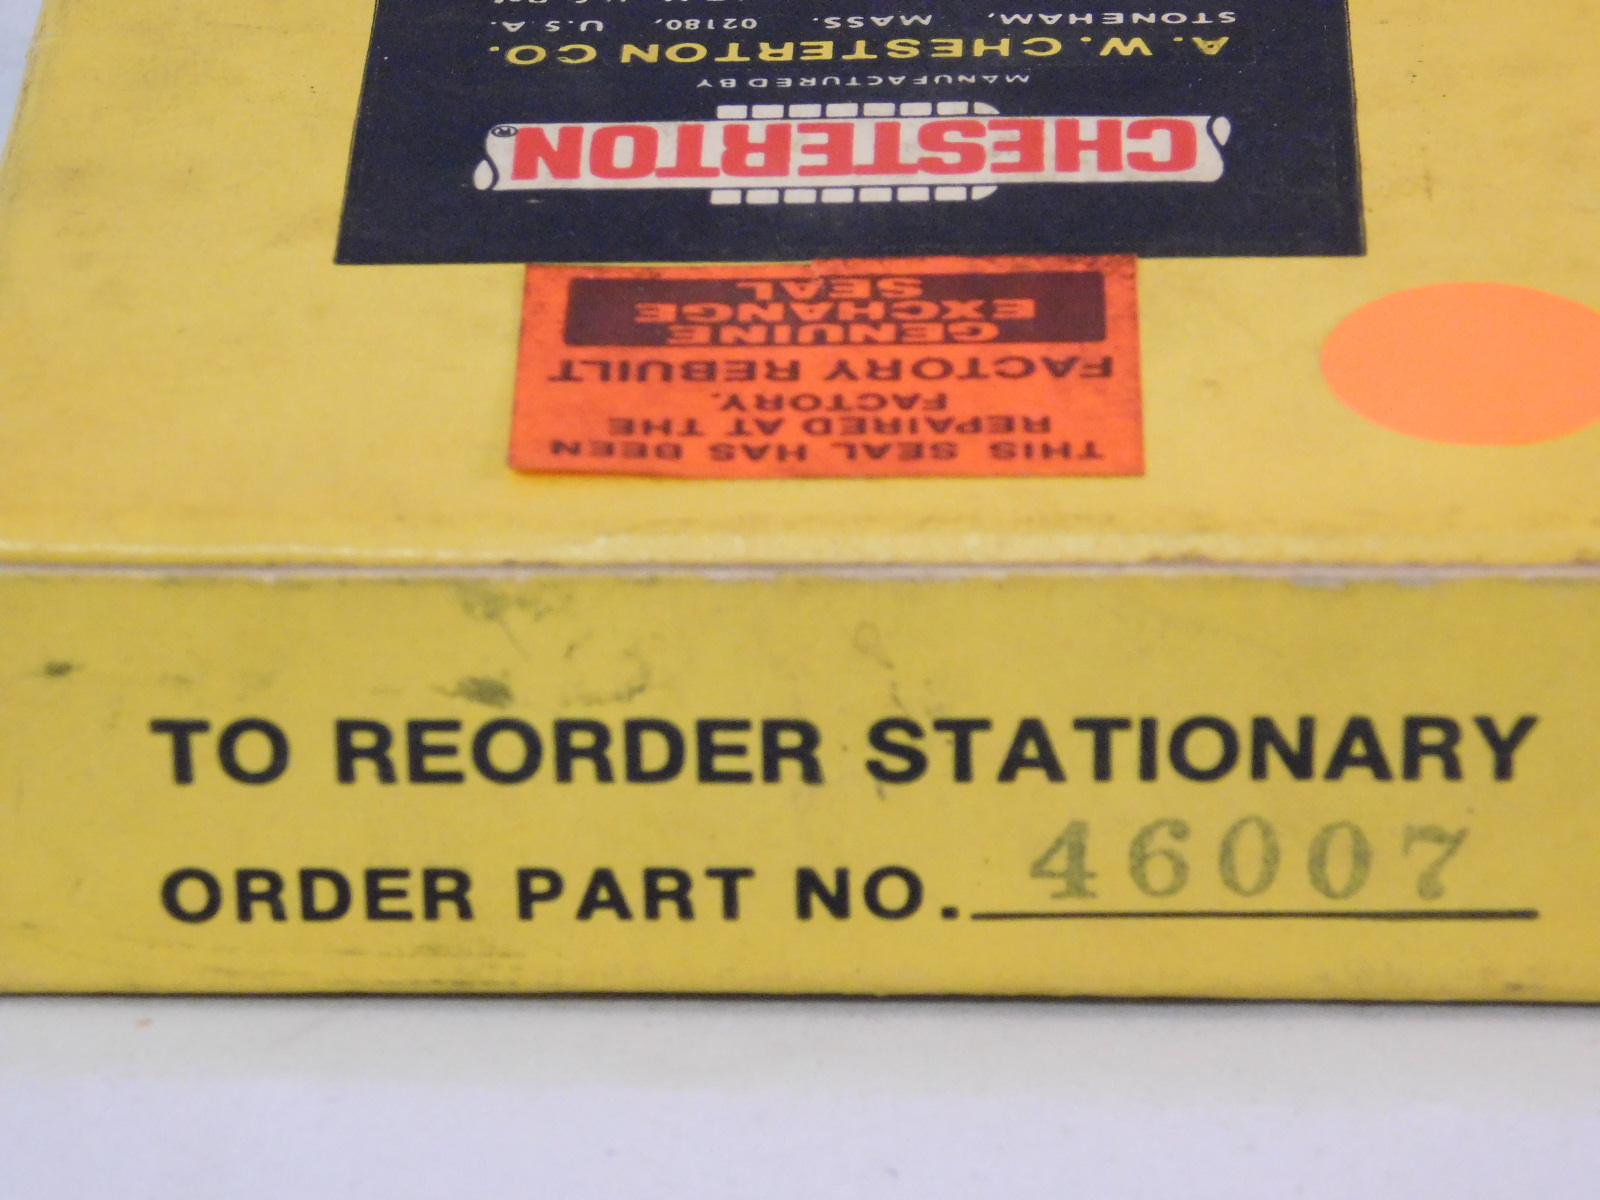 STONEHAM, MASS. 02180, U.S.A.
A.W. CHESTERTON CO.
MANUFACTURED BY
CHESTERTON
GENUINE
EXCHANGE
SEAL
FACTORY REBUILT
THIS SEAL HAS BEEN
REPAIRED AT THE
FACTORY.
TO REORDER STATIONARY
ORDER PART NO. 46007